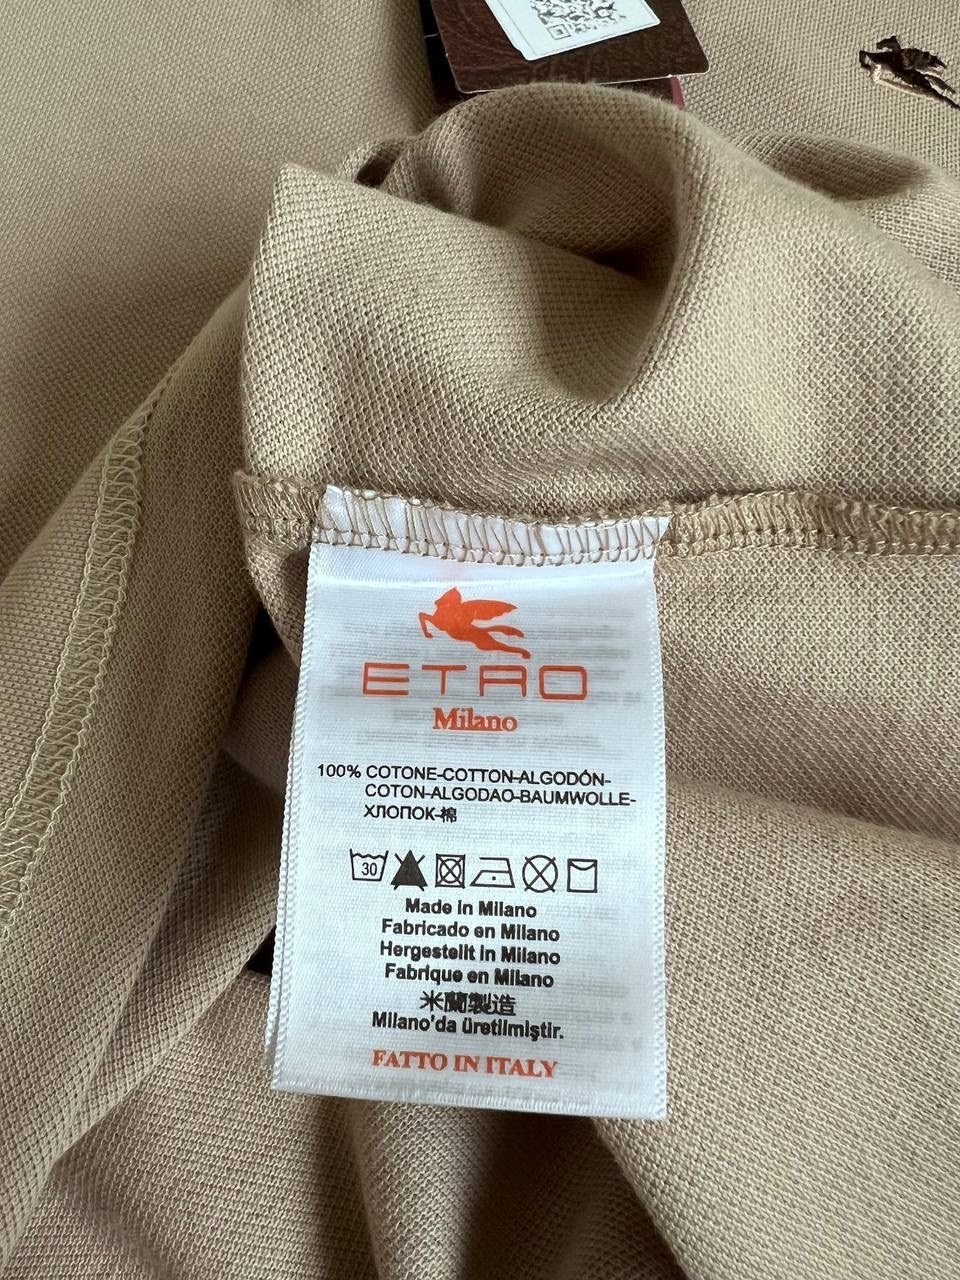 ETRO
Milano
100% COTONE-COTTON-ALGODÓN-
COTON-ALGODAO-BAUMWOLLE-
ХЛОПОК-棉
30
Made in Milano
Fabricado en Milano
Hergestellt in Milano
Fabrique en Milano
米蘭製造
Milano'da üretilmiştir.
FATTO IN ITALY